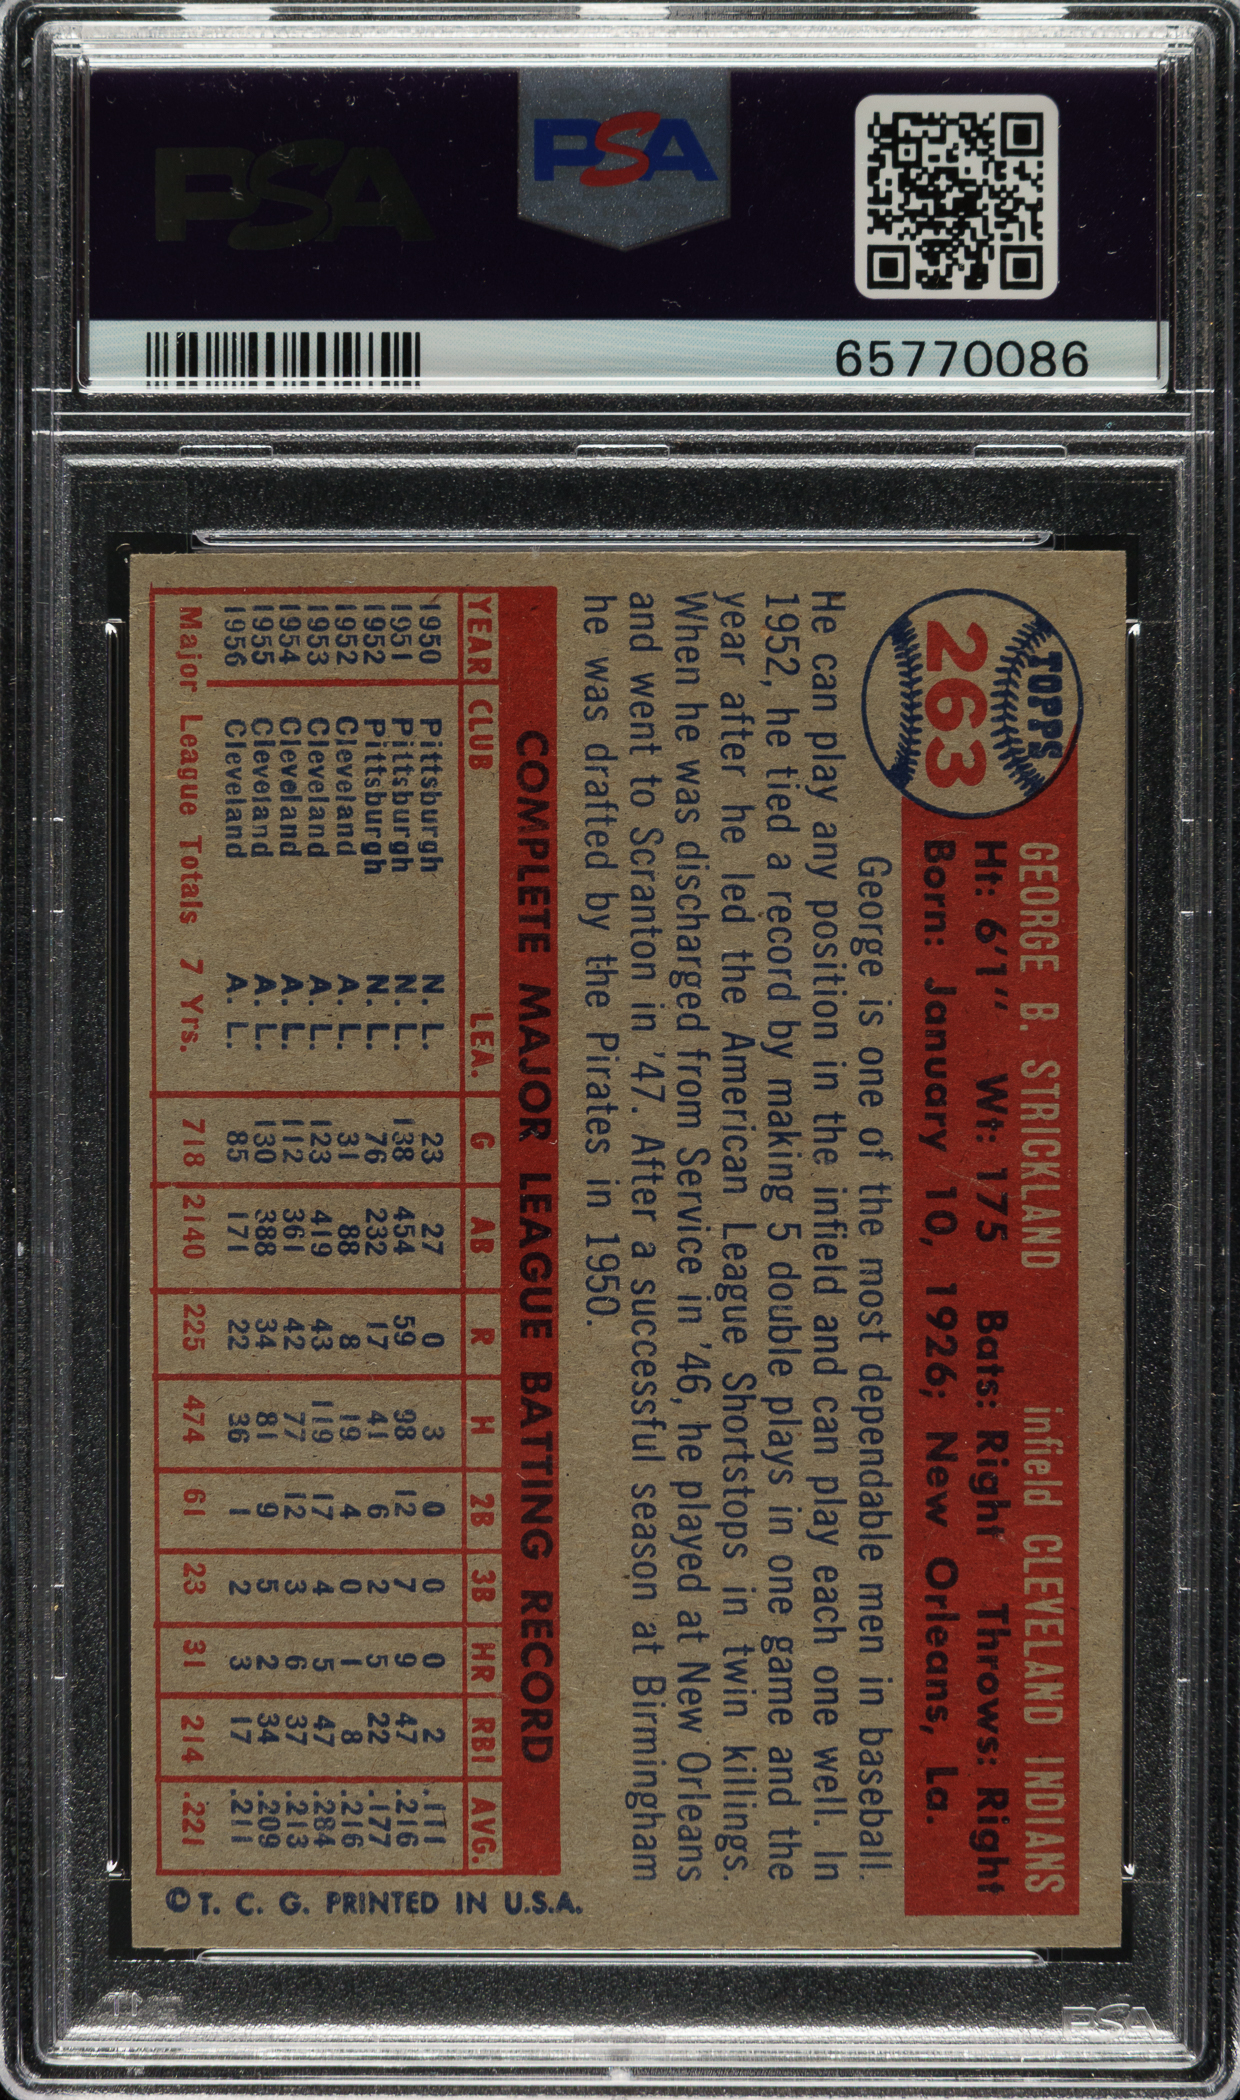 PSA
PSA
65770086
TOPPS
263
GEORGE B. STRICKLAND infield CLEVELAND INDIANS
Ht: 6'1" Wt: 175 Bats: Right Throws: Right
Born: January 10, 1926; New Orleans, La.
George is one of the most dependable men in baseball.
He can play any position in the infield and can play each one well. In
1952, he tied a record by making 5 double plays in one game and the
year after he led the American League Shortstops in twin killings.
When he was discharged from Service in '46, he played at New Orleans
and went to Scranton in '47. After a successful season at Birmingham
he was drafted by the Pirates in 1950.
COMPLETE MAJOR LEAGUE BATTING RECORD
YEAR CLUB LEA. G AB R H 2B 3B HR RBI AVG.
1950 Pittsburgh N. L. 23 27 0 3 0 0 0 2 .111
1951 Pittsburgh N. L. 138 454 59 98 12 7 9 47 .216
1952 Pittsburgh N. L. 76 232 17 41 6 2 5 22 .177
1952 Cleveland A. L. 31 88 8 19 4 0 1 8 .216
1953 Cleveland A. L. 123 419 43 119 17 4 5 47 .284
1954 Cleveland A. L. 112 361 42 77 12 3 6 37 .213
1955 Cleveland A. L. 130 388 34 81 9 5 2 34 .209
1956 Cleveland A. L. 85 171 22 36 1 2 3 17 .211
Major League Totals 7 Yrs. 718 2140 225 474 61 23 31 214 .221
© T. C. G. PRINTED IN U.S.A.
PSA